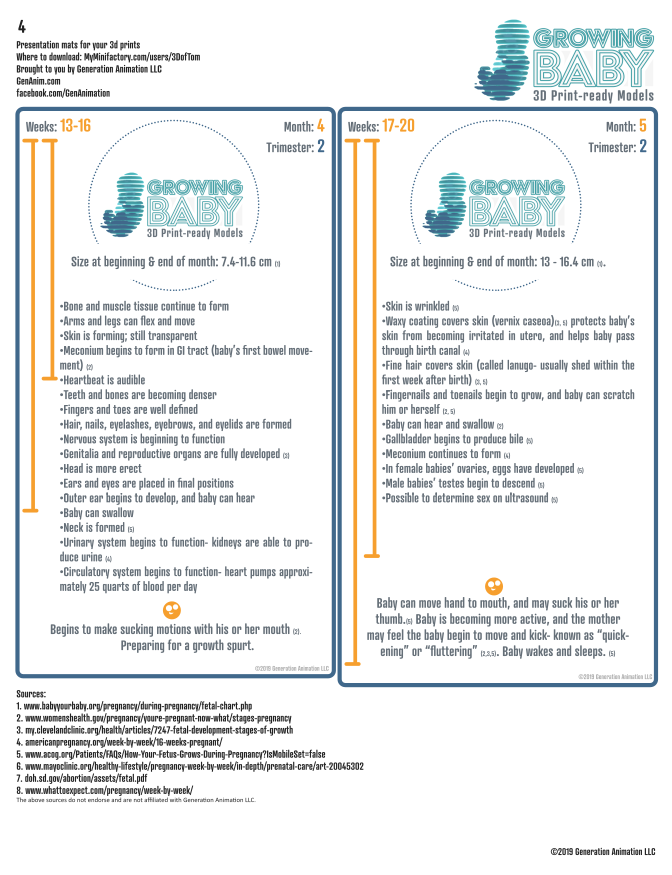 4
Presentation mats for your 3d prints
Where to download: MyMinifactory.com/users/3DofTom
Brought to you by Generation Animation LLC
GenAnim.com
facebook.com/GenAnimation
GROWING
BABY
3D Print-ready Models
Weeks: 13-16
Month: 4
Trimester: 2
GROWING
BABY
3D Print-ready Models
Size at beginning & end of month: 7.4-11.6 cm (1)
•Bone and muscle tissue continue to form
•Arms and legs can flex and move
•Skin is forming; still transparent
•Meconium begins to form in GI tract (baby's first bowel move-
ment) (2)
•Heartbeat is audible
•Teeth and bones are becoming denser
•Fingers and toes are well defined
•Hair, nails, eyelashes, eyebrows, and eyelids are formed
•Nervous system is beginning to function
•Genitalia and reproductive organs are fully developed (3)
•Head is more erect
•Ears and eyes are placed in final positions
•Outer ear begins to develop, and baby can hear
•Baby can swallow
•Neck is formed (5)
•Urinary system begins to function- kidneys are able to pro-
duce urine (4)
•Circulatory system begins to function- heart pumps approxi-
mately 25 quarts of blood per day
Begins to make sucking motions with his or her mouth (2).
Preparing for a growth spurt.
©2019 Generation Animation LLC
Weeks: 17-20
Month: 5
Trimester: 2
GROWING
BABY
3D Print-ready Models
Size at beginning & end of month: 13 - 16.4 cm (1).
•Skin is wrinkled (5)
•Waxy coating covers skin (vernix caseoa)(3, 5) protects baby's
skin from becoming irritated in utero, and helps baby pass
through birth canal (4)
•Fine hair covers skin (called lanugo- usually shed within the
first week after birth) (3, 5)
•Fingernails and toenails begin to grow, and baby can scratch
him or herself (2, 5)
•Baby can hear and swallow (2)
•Gallbladder begins to produce bile (5)
•Meconium continues to form (4)
•In female babies' ovaries, eggs have developed (5)
•Male babies' testes begin to descend (5)
•Possible to determine sex on ultrasound (5)
Baby can move hand to mouth, and may suck his or her
thumb.(5) Baby is becoming more active, and the mother
may feel the baby begin to move and kick- known as "quick-
ening" or "fluttering" (2,3,5). Baby wakes and sleeps. (5)
©2019 Generation Animation LLC
Sources:
1. www.babyyourbaby.org/pregnancy/during-pregnancy/fetal-chart.php
2. www.womenshealth.gov/pregnancy/youre-pregnant-now-what/stages-pregnancy
3. my.clevelandclinic.org/health/articles/7247-fetal-development-stages-of-growth
4. americanpregnancy.org/week-by-week/16-weeks-pregnant/
5. www.acog.org/Patients/FAQs/How-Your-Fetus-Grows-During-Pregnancy?IsMobileSet=false
6. www.mayoclinic.org/healthy-lifestyle/pregnancy-week-by-week/in-depth/prenatal-care/art-20045302
7. doh.sd.gov/abortion/assets/fetal.pdf
8. www.whattoexpect.com/pregnancy/week-by-week/
The above sources do not endorse and are not affiliated with Generation Animation LLC.
©2019 Generation Animation LLC